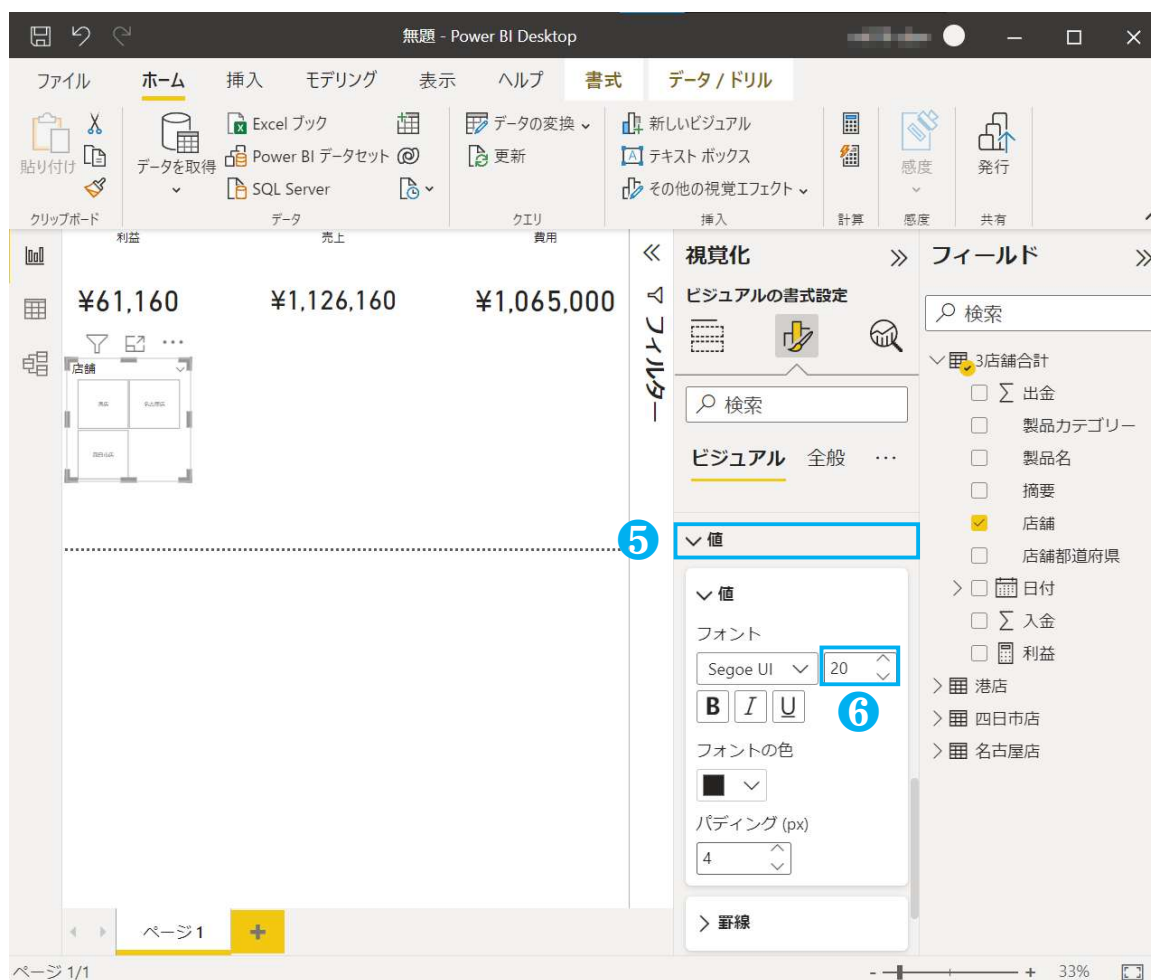 無題 - Power BI Desktop
ファイル ホーム 挿入 モデリング 表示 ヘルプ 書式 データ / ドリル
貼り付け
クリップボード
データを取得
Excel ブック
Power BI データセット
SQL Server
データ
データの変換
更新
クエリ
新しいビジュアル
テキスト ボックス
その他の視覚エフェクト
挿入
計算
感度
感度
発行
共有
利益 売上 費用
¥61,160 ¥1,126,160 ¥1,065,000
店舗
港店 名古屋店
四日市店
フィルター
視覚化
ビジュアルの書式設定
検索
ビジュアル 全般 ...
5
値
値
フォント
Segoe UI 20
B I U
6
フォントの色
パディング (px)
4
罫線
フィールド
検索
3店舗合計
∑ 出金
製品カテゴリー
製品名
摘要
店舗
店舗都道府県
日付
∑ 入金
利益
港店
四日市店
名古屋店
ページ 1 +
ページ 1/1
- + 33%